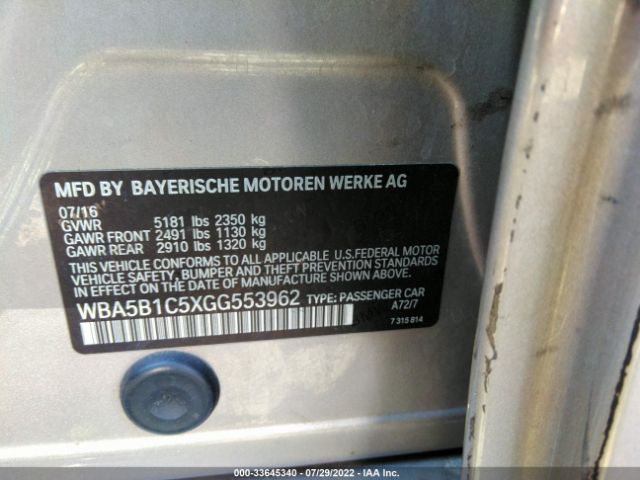 MFD BY BAYERISCHE MOTOREN WERKE AG
07/16
GVWR 5181 lbs 2350 kg
GAWR FRONT 2491 lbs 1130 kg
GAWR REAR 2910 lbs 1320 kg
THIS VEHICLE CONFORMS TO ALL APPLICABLE U.S.FEDERAL MOTOR
VEHICLE SAFETY, BUMPER AND THEFT PREVENTION STANDARDS
IN EFFECT ON THE DATE OF MANUFACTURE SHOWN ABOVE.
WBA5B1C5XGG553962 TYPE: PASSENGER CAR
A72/7
7 315 814
000-33645340 - 07/29/2022 - IAA Inc.